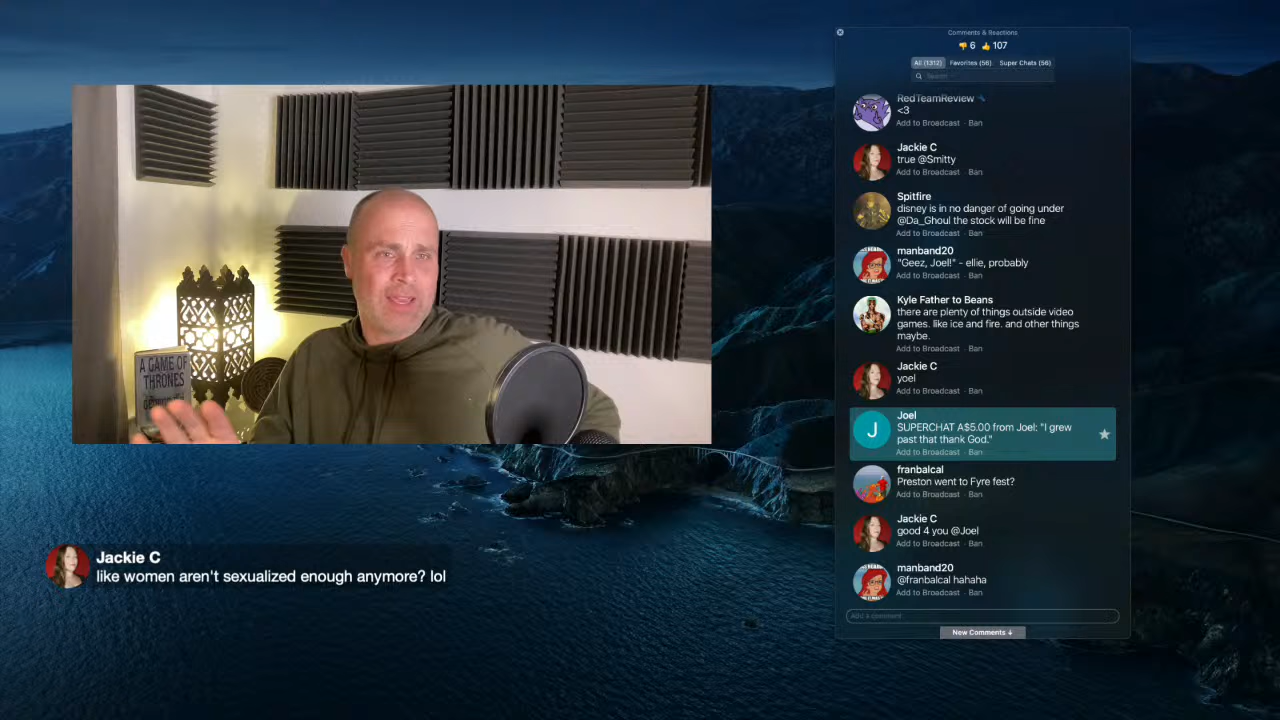 A GAME OF
THRONES
Jackie C
like women aren't sexualized enough anymore? lol
Comments & Reactions
6 107
All (1312) Favorites (56) Super Chats (56)
Search
RedTeamReview
<3
Add to Broadcast · Ban
Jackie C
true @Smitty
Add to Broadcast · Ban
Spitfire
disney is in no danger of going under
@Da_Ghoul the stock will be fine
Add to Broadcast · Ban
manband20
"Geez, Joel!" - ellie, probably
Add to Broadcast · Ban
Kyle Father to Beans
there are plenty of things outside video
games. like ice and fire. and other things
maybe.
Add to Broadcast · Ban
Jackie C
yoel
Add to Broadcast · Ban
J
Joel
SUPERCHAT A$5.00 from Joel: "I grew
past that thank God."
Add to Broadcast · Ban
franbalcal
Preston went to Fyre fest?
Add to Broadcast · Ban
Jackie C
good 4 you @Joel
Add to Broadcast · Ban
manband20
@franbalcal hahaha
Add to Broadcast · Ban
Add a comment
New Comments ↓